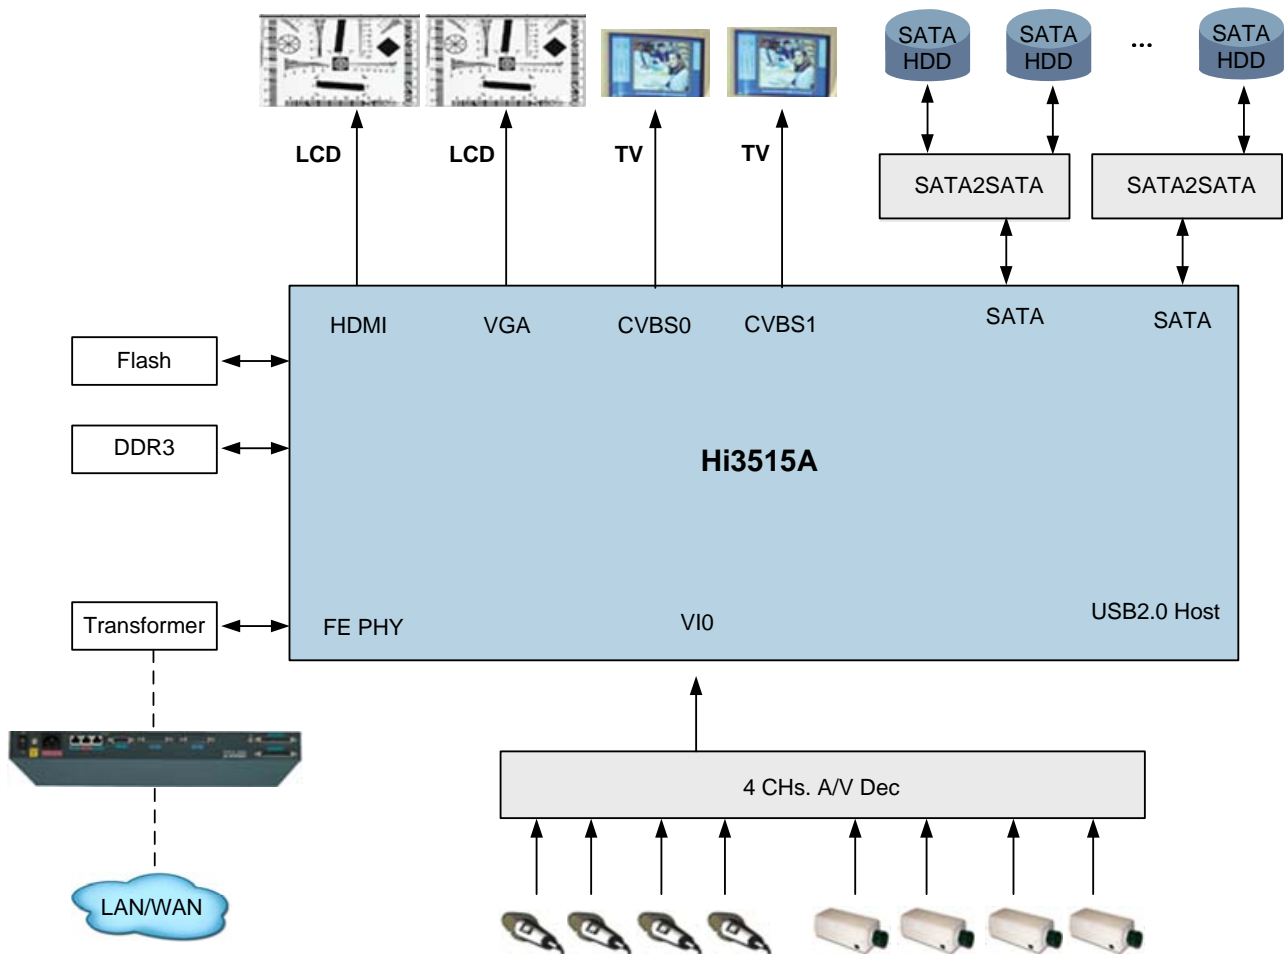 SATA
HDD
SATA
HDD
...
SATA
HDD
LCD
LCD
TV
TV
SATA2SATA
SATA2SATA
HDMI
VGA
CVBS0
CVBS1
SATA
SATA
Flash
DDR3
Hi3515A
Transformer
FE PHY
VI0
USB2.0 Host
4 CHs. A/V Dec
LAN/WAN